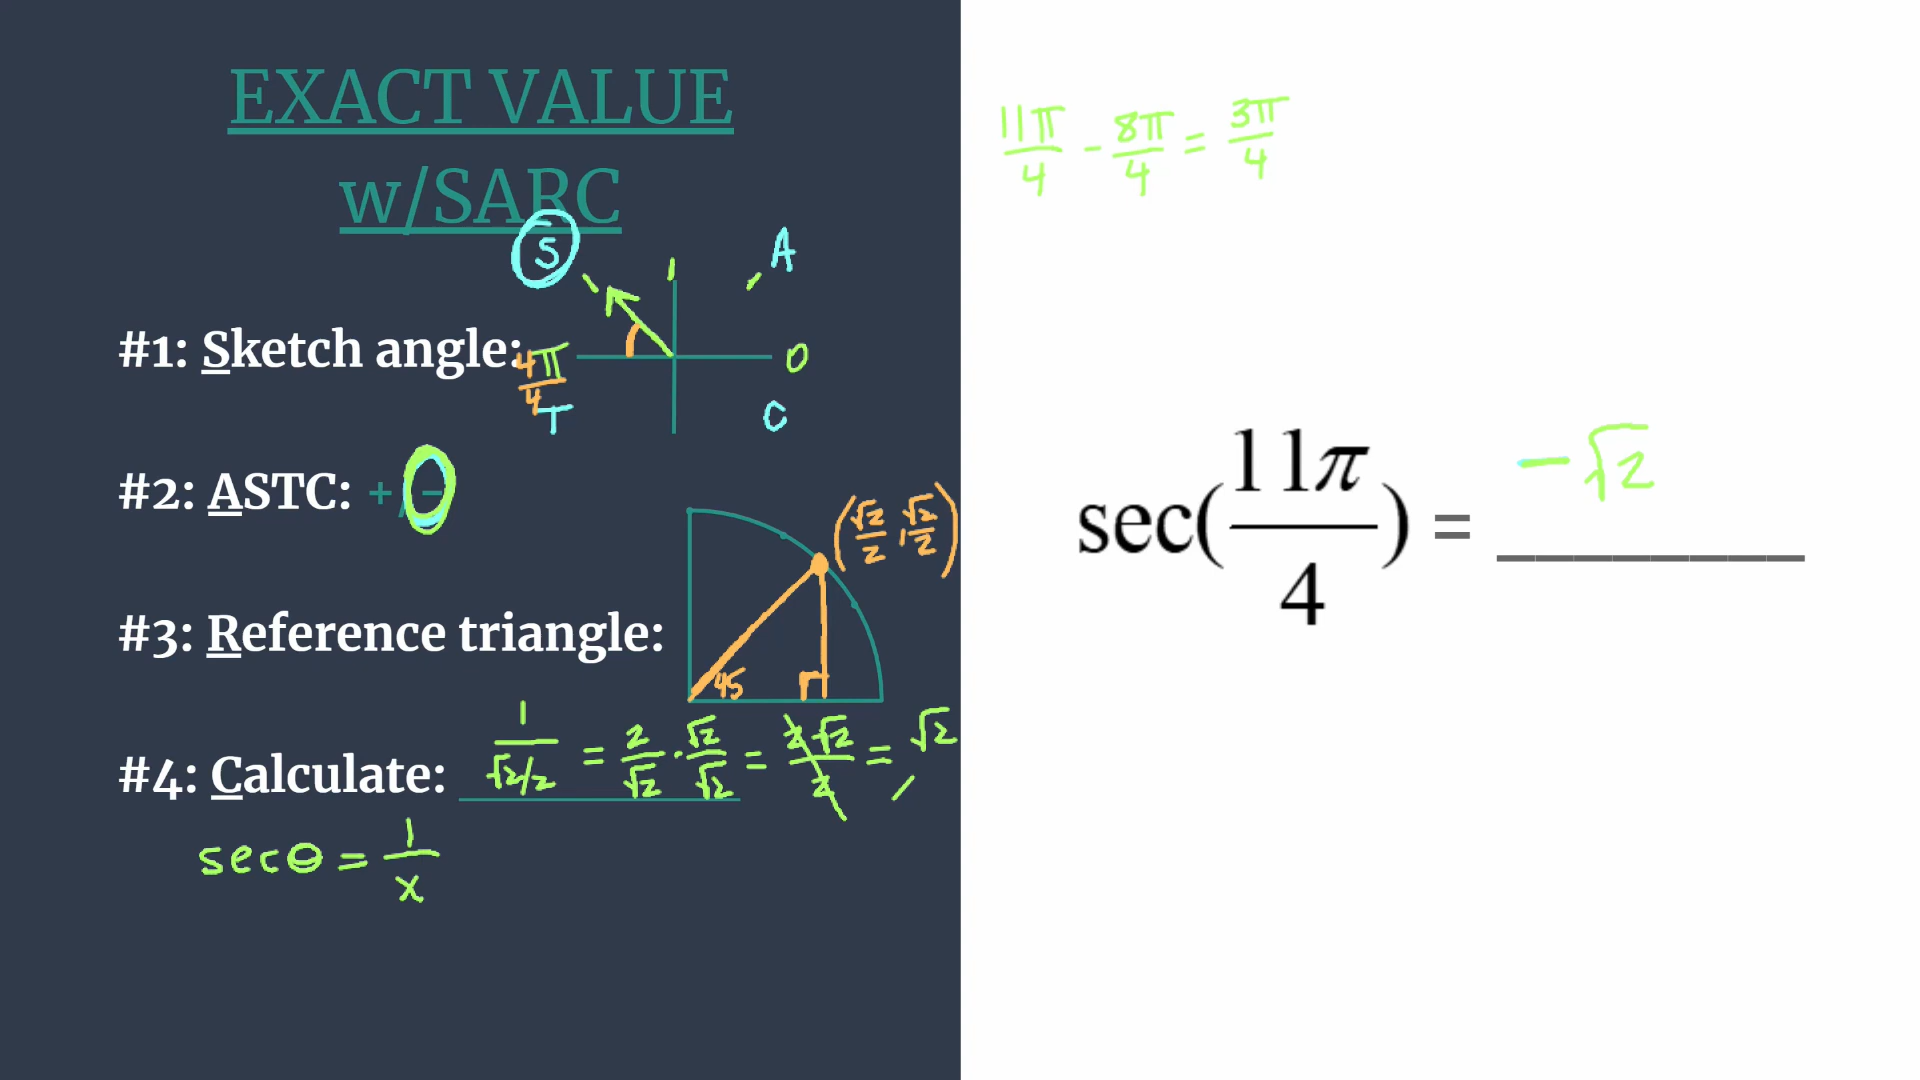 EXACT VALUE
w/SARC
S
A
#1: Sketch angle:
4π/4
0
T
C
#2: ASTC: +/-
(√2/2, √2/2)
#3: Reference triangle:
45
#4: Calculate: 1/(√2/2) = 2/√2 · √2/√2 = 2√2/2 = √2
secθ = 1/x
11π/4 - 8π/4 = 3π/4
sec(11π/4) = -√2